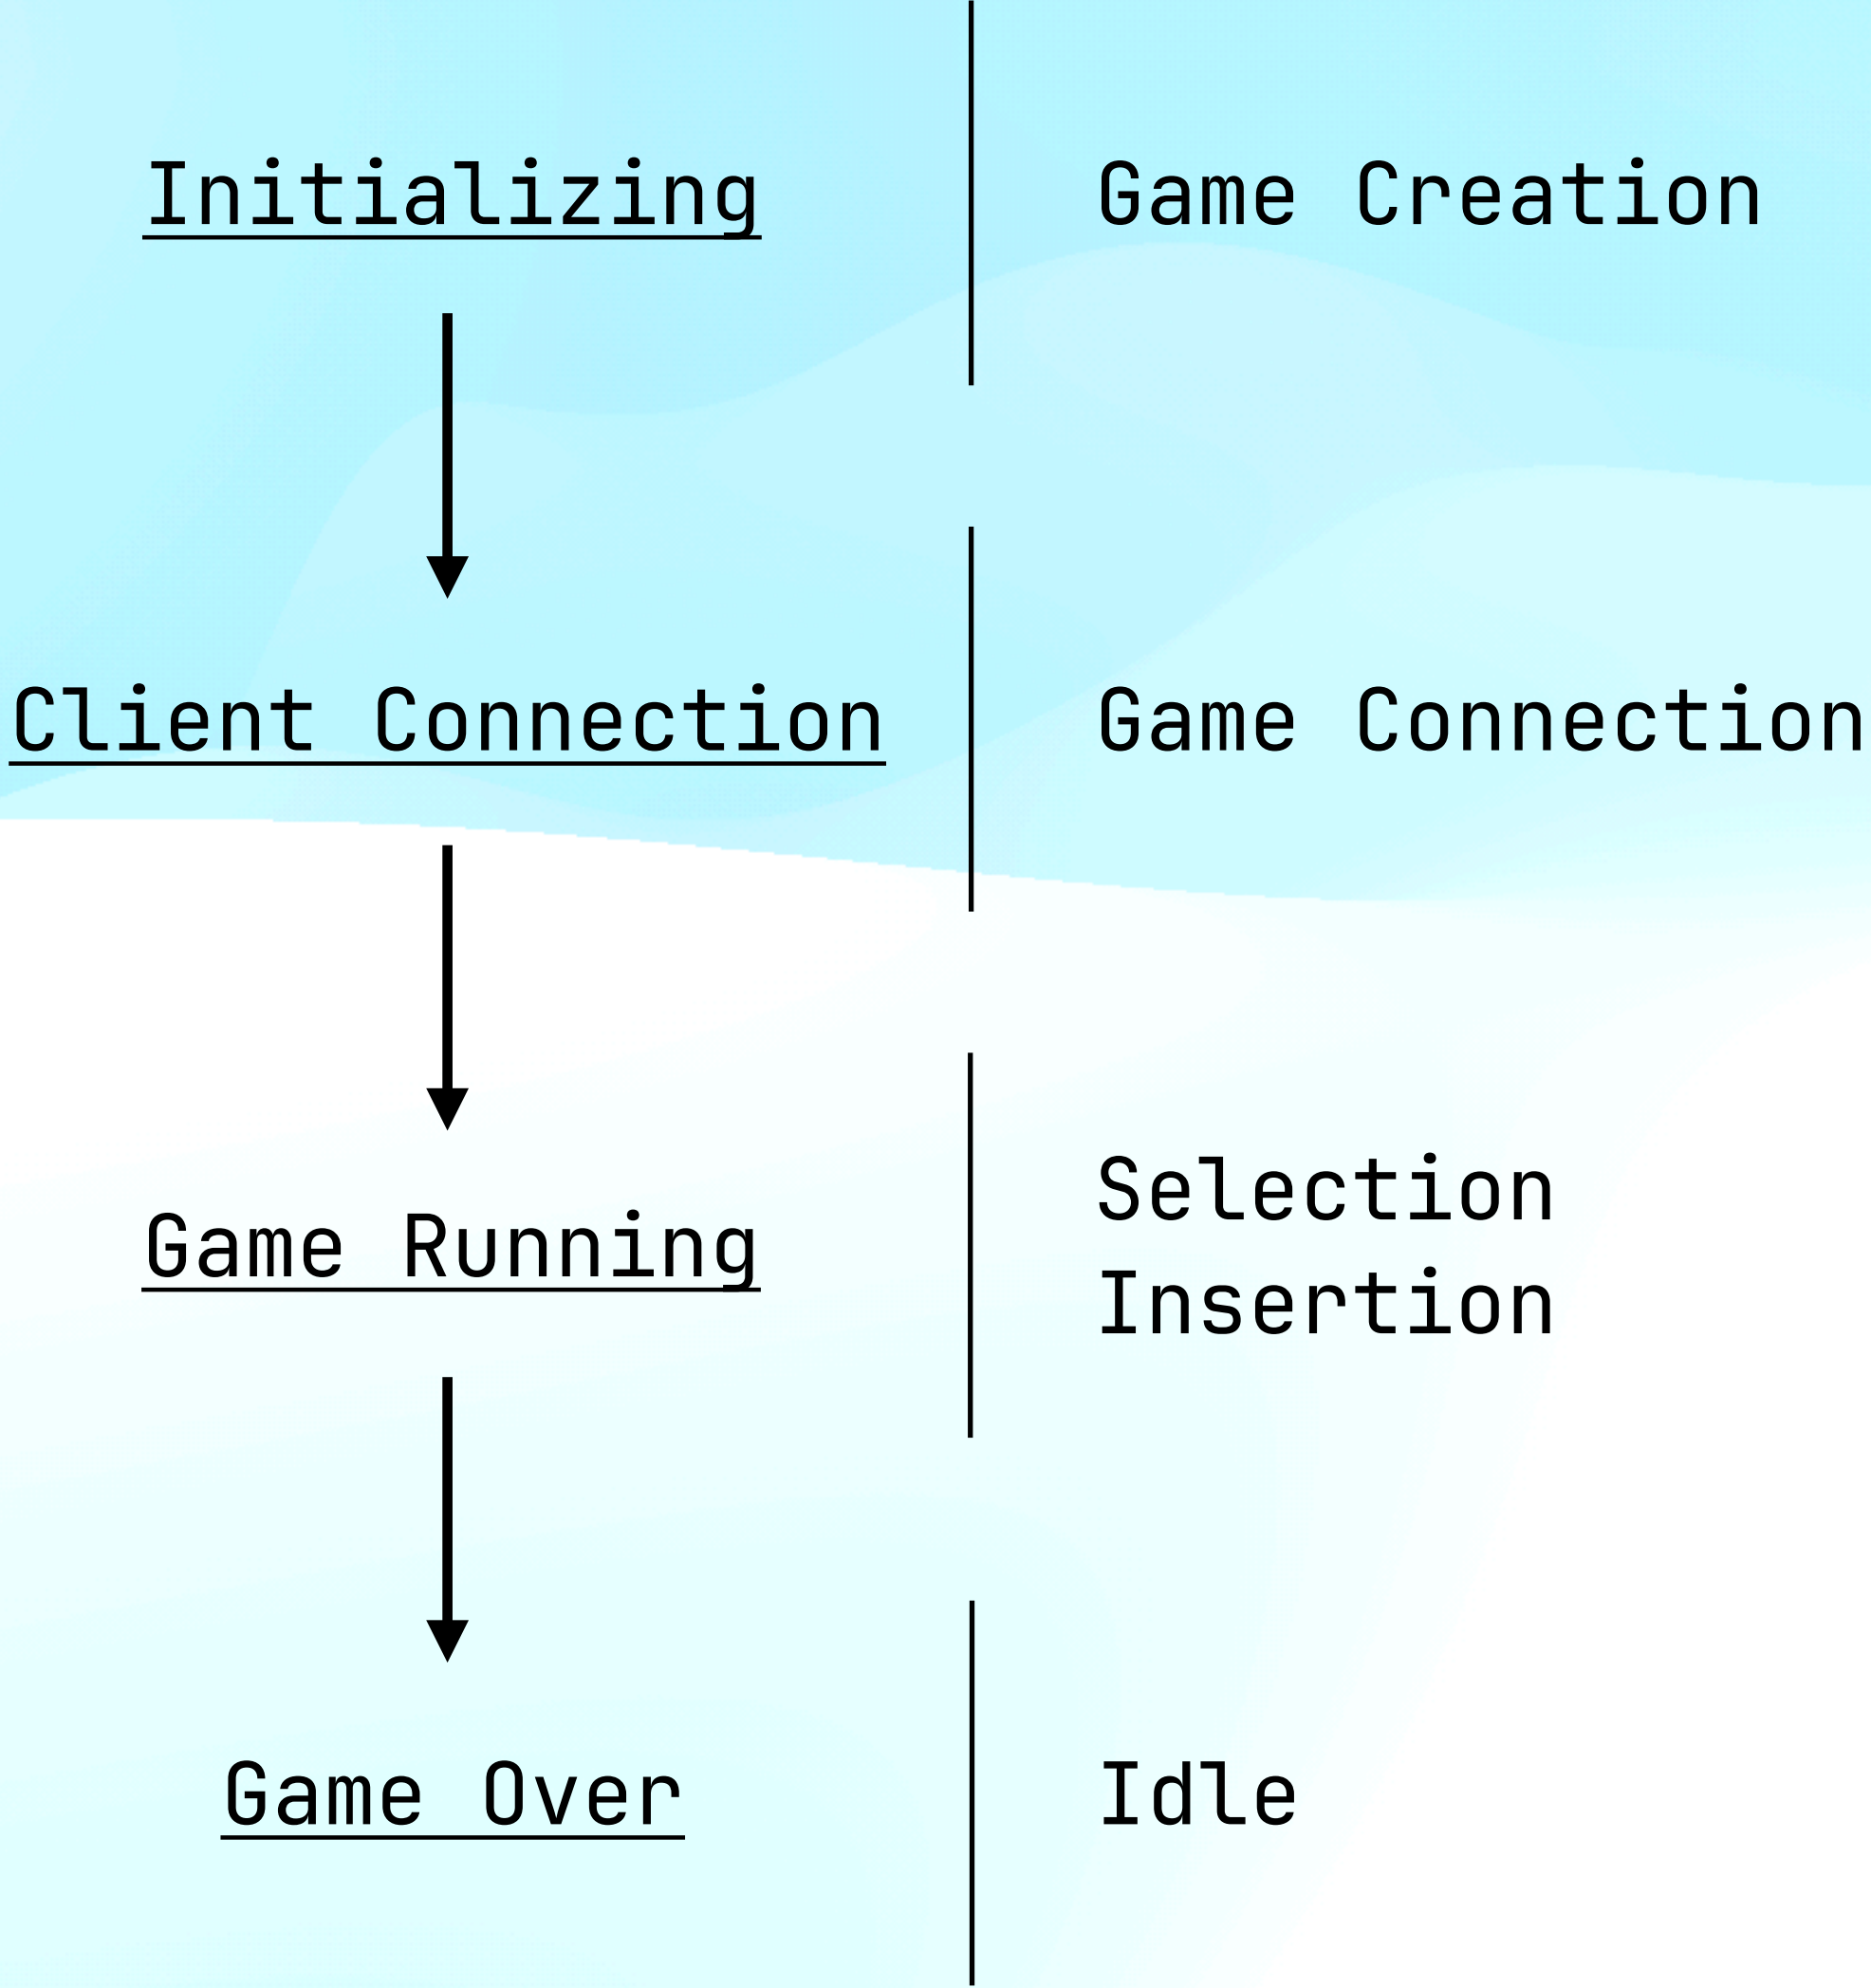 Initializing
Game Creation
Client Connection
Game Connection
Game Running
Selection
Insertion
Game Over
Idle